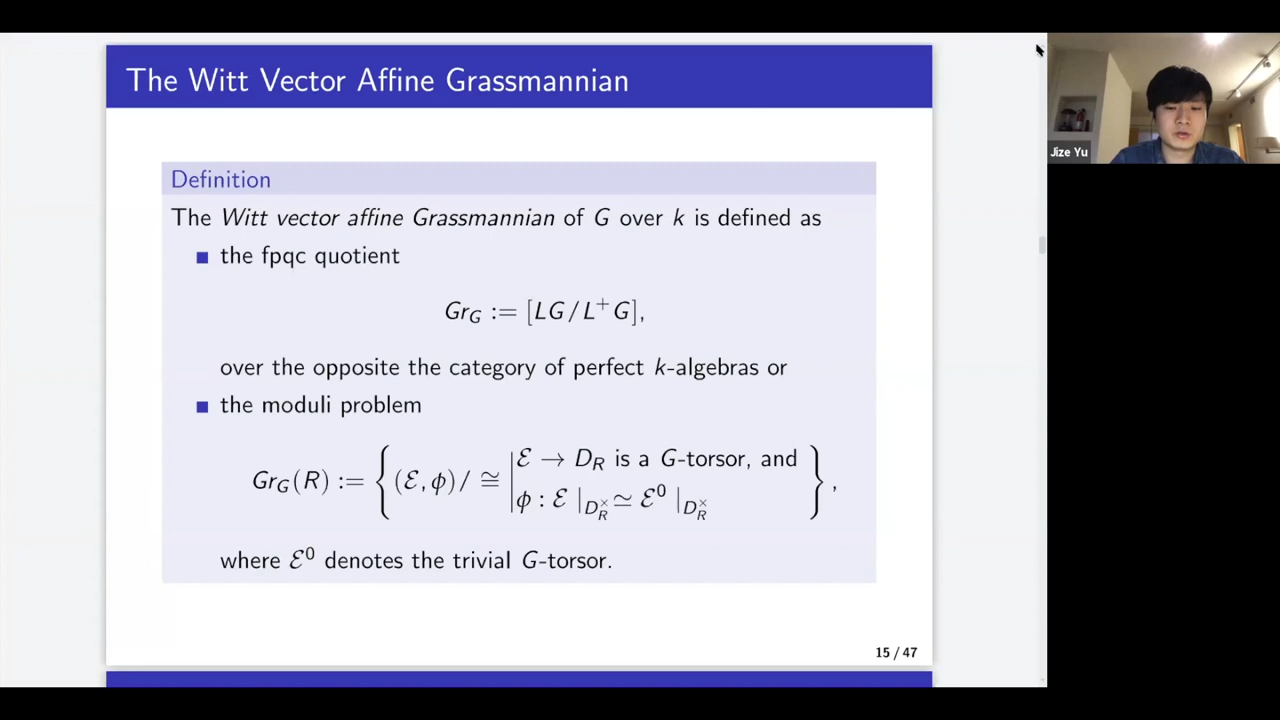 The Witt Vector Affine Grassmannian
Definition
The Witt vector affine Grassmannian of G over k is defined as
■ the fpqc quotient
Gr_G := [LG/L⁺G],
over the opposite the category of perfect k-algebras or
■ the moduli problem
Gr_G(R) := { (ℰ, ϕ)/ ≅ | ℰ → D_R is a G-torsor, and
ϕ : ℰ |_{D_R^×} ≃ ℰ⁰ |_{D_R^×} },
where ℰ⁰ denotes the trivial G-torsor.
15 / 47
Jize Yu